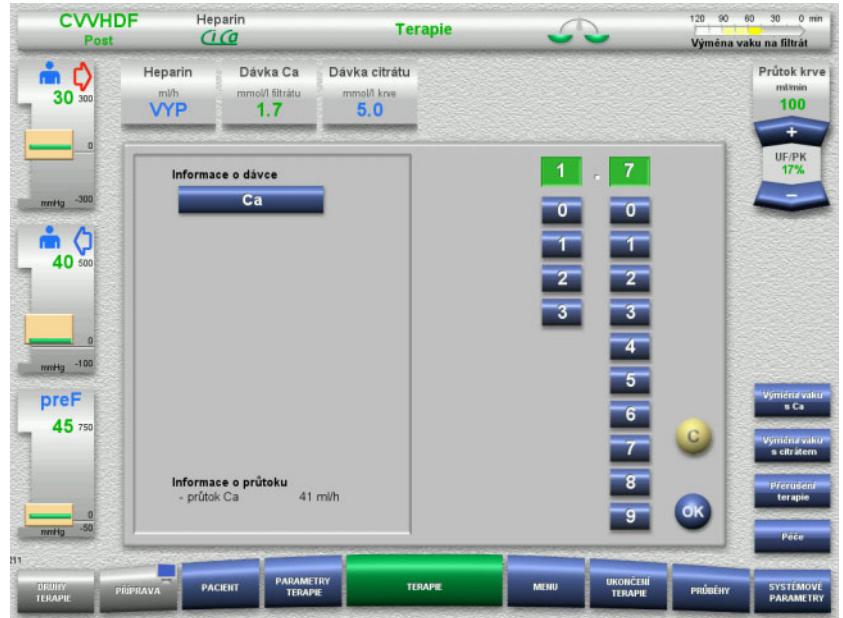 CVVHDF
Post
Heparin
CiCa
Terapie
120 90 60 30 0 min
Výměna vaku na filtrát
30 300
0
mmHg -300
40 500
0
mmHg -100
preF
45 750
0
mmHg -50
Heparin
ml/h
VYP
Dávka Ca
mmol/l filtrátu
1.7
Dávka citrátu
mmol/l krve
5.0
Průtok krve
ml/min
100
+
UF/PK
17%
−
Informace o dávce
Ca
Informace o průtoku
- průtok Ca 41 ml/h
1 . 7
0 0
1 1
2 2
3 3
4
5
6
7
8
9
C
OK
Výměna vaku
s Ca
Výměna vaku
s citrátem
Přerušení
terapie
Péče
DRUHY
TERAPIE
PŘÍPRAVA
PACIENT
PARAMETRY
TERAPIE
TERAPIE
MENU
UKONČENÍ
TERAPIE
PRŮBĚHY
SYSTÉMOVÉ
PARAMETRY